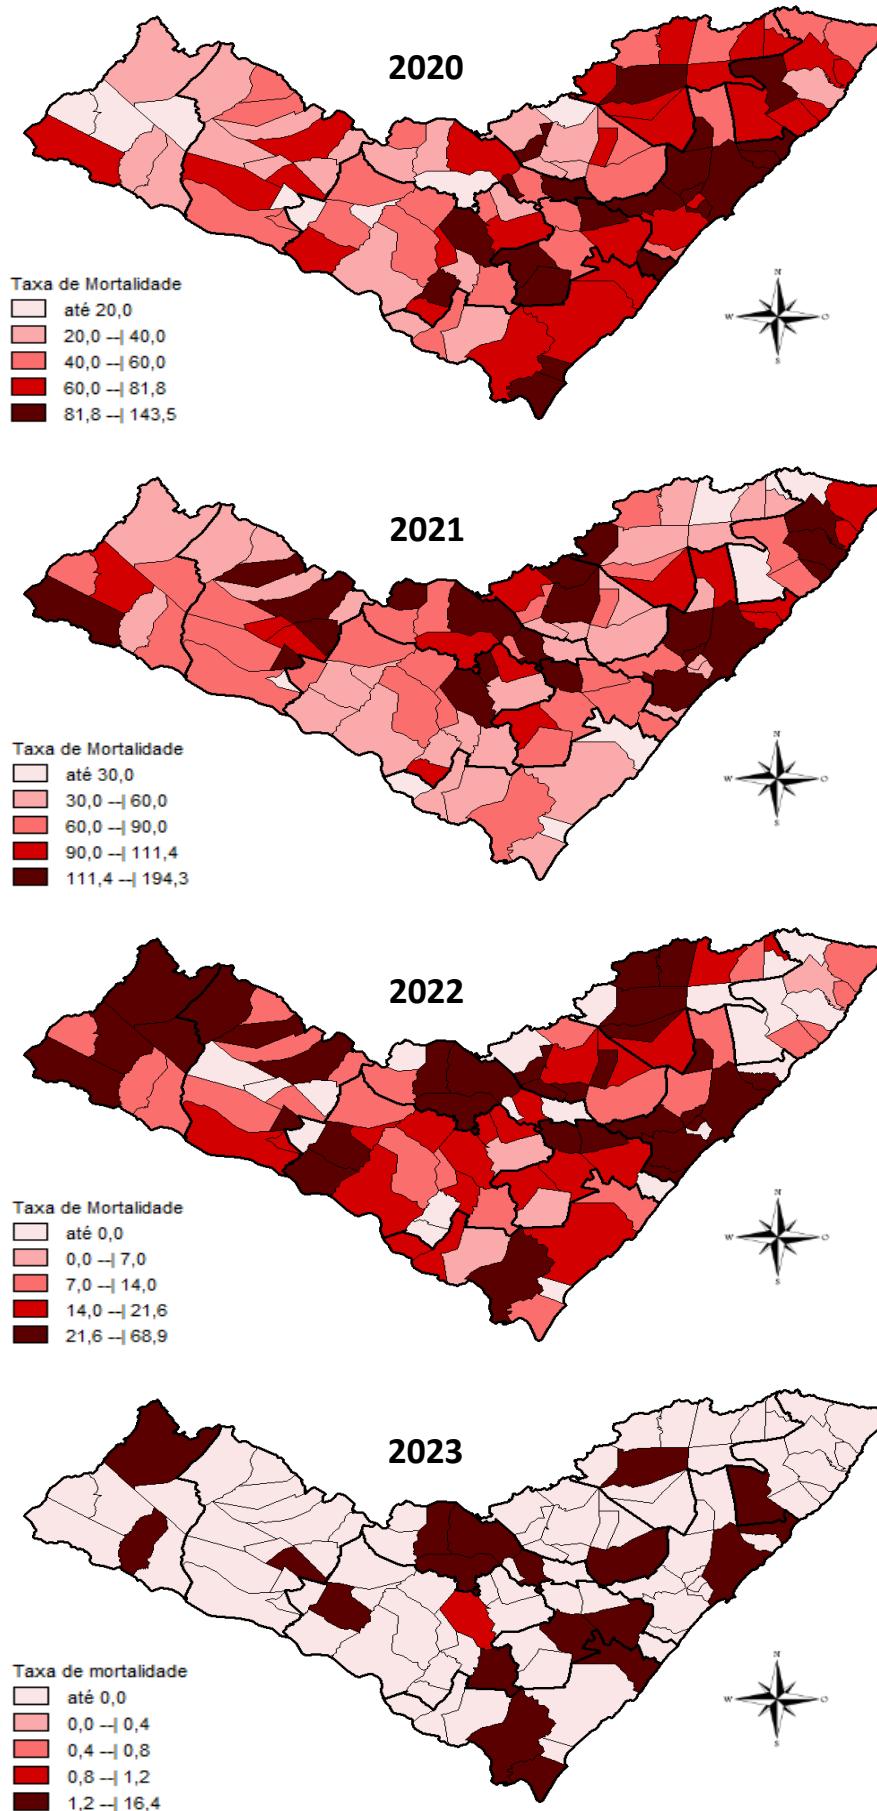 2020
Taxa de Mortalidade
até 20,0
20,0 --| 40,0
40,0 --| 60,0
60,0 --| 81,8
81,8 --| 143,5
N
W
O
S
2021
Taxa de Mortalidade
até 30,0
30,0 --| 60,0
60,0 --| 90,0
90,0 --| 111,4
111,4 --| 194,3
N
W
O
S
2022
Taxa de Mortalidade
até 0,0
0,0 --| 7,0
7,0 --| 14,0
14,0 --| 21,6
21,6 --| 68,9
N
W
O
S
2023
Taxa de mortalidade
até 0,0
0,0 --| 0,4
0,4 --| 0,8
0,8 --| 1,2
1,2 --| 16,4
N
W
O
S